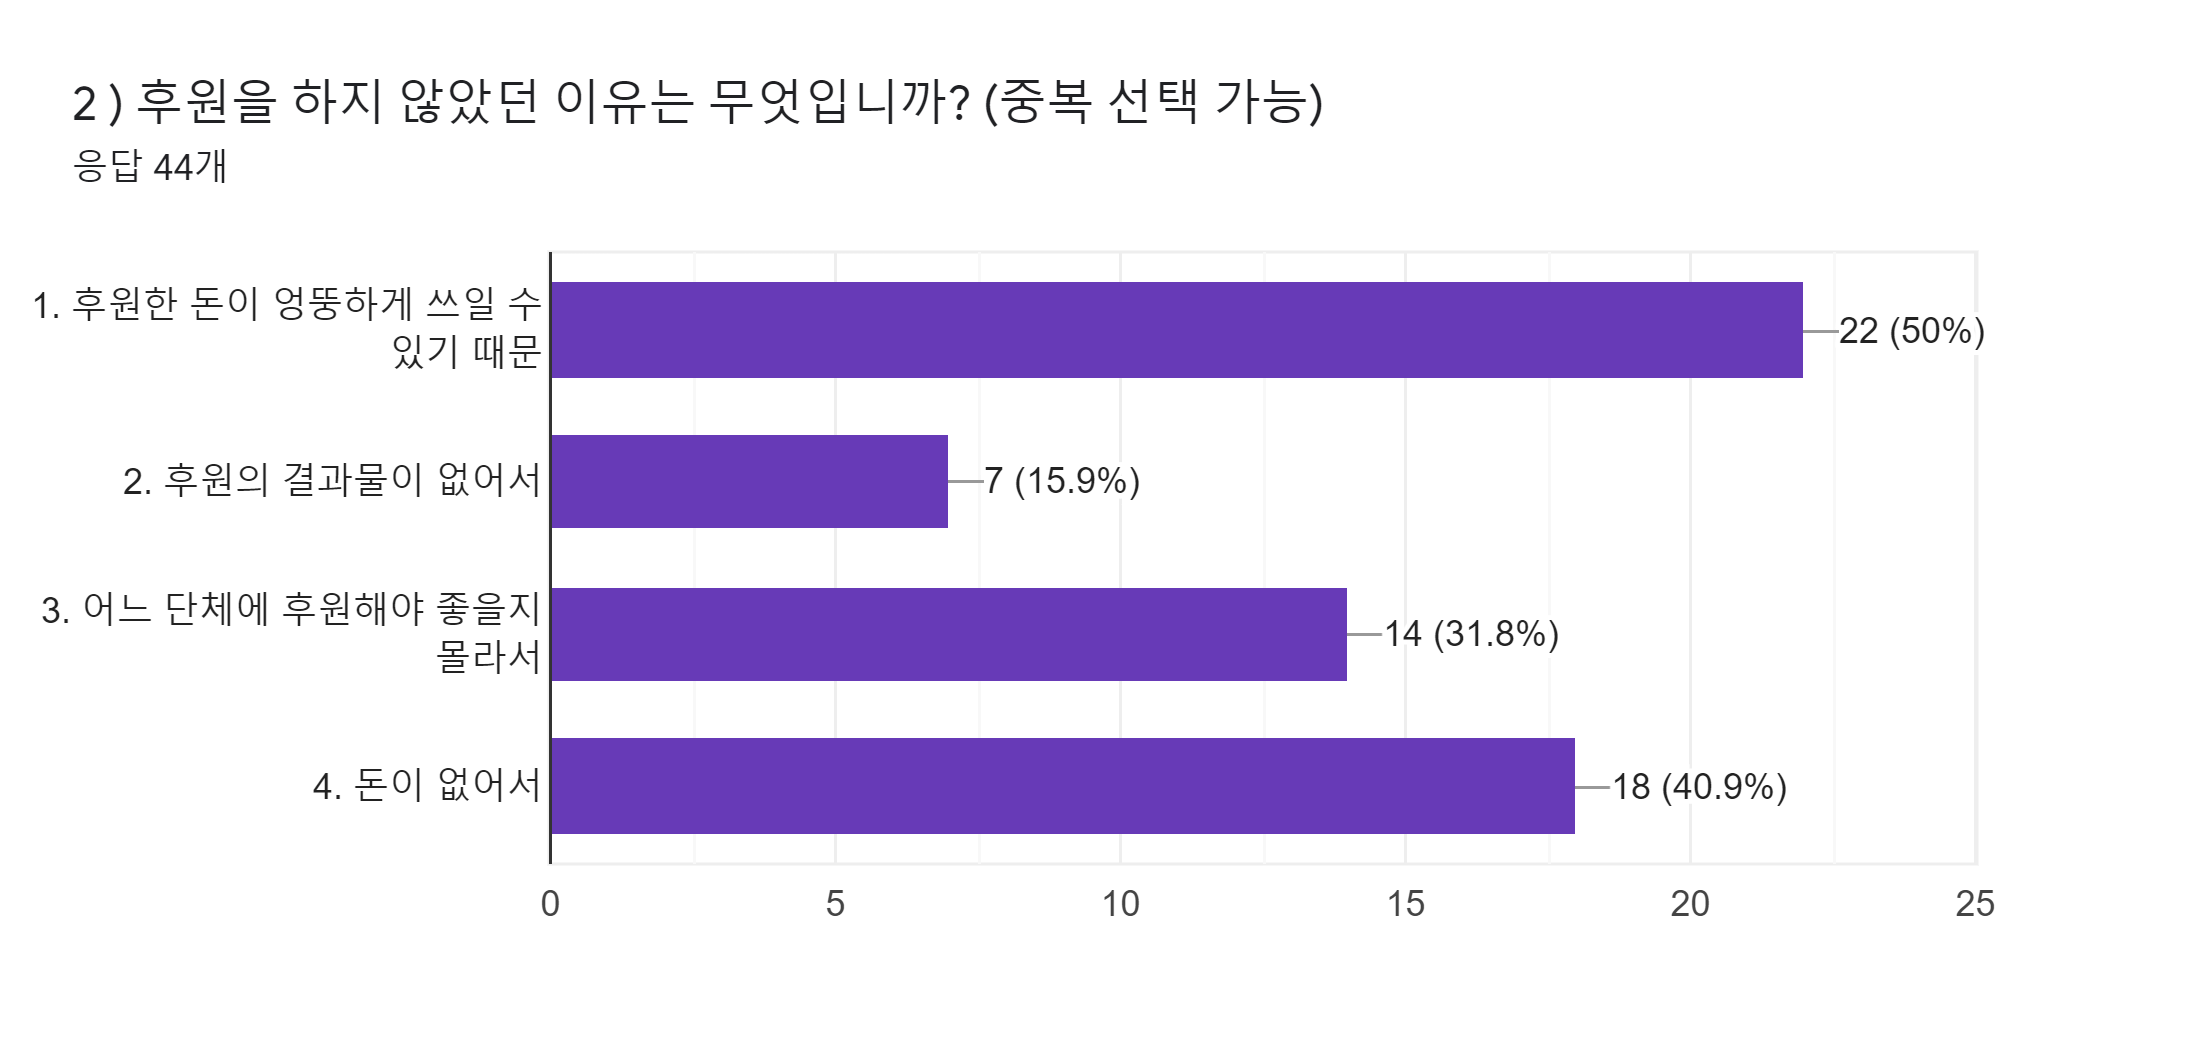 2 ) 후원을 하지 않았던 이유는 무엇입니까? (중복 선택 가능)
응답 44개
1. 후원한 돈이 엉뚱하게 쓰일 수
있기 때문
22 (50%)
2. 후원의 결과물이 없어서
7 (15.9%)
3. 어느 단체에 후원해야 좋을지
몰라서
14 (31.8%)
4. 돈이 없어서
18 (40.9%)
0 5 10 15 20 25